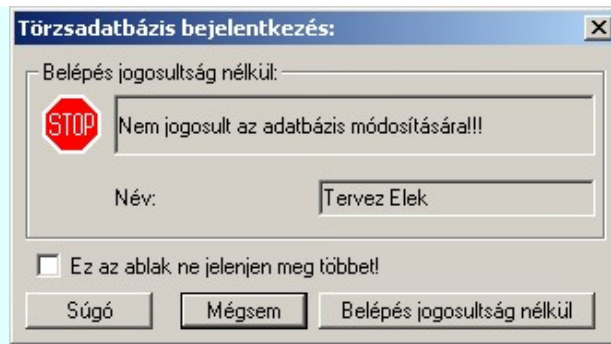 Törzsadatbázis bejelentkezés:
Belépés jogosultság nélkül:
STOP
Nem jogosult az adatbázis módosítására!!!
Név:
Tervez Elek
Ez az ablak ne jelenjen meg többet!
Súgó
Mégsem
Belépés jogosultság nélkül